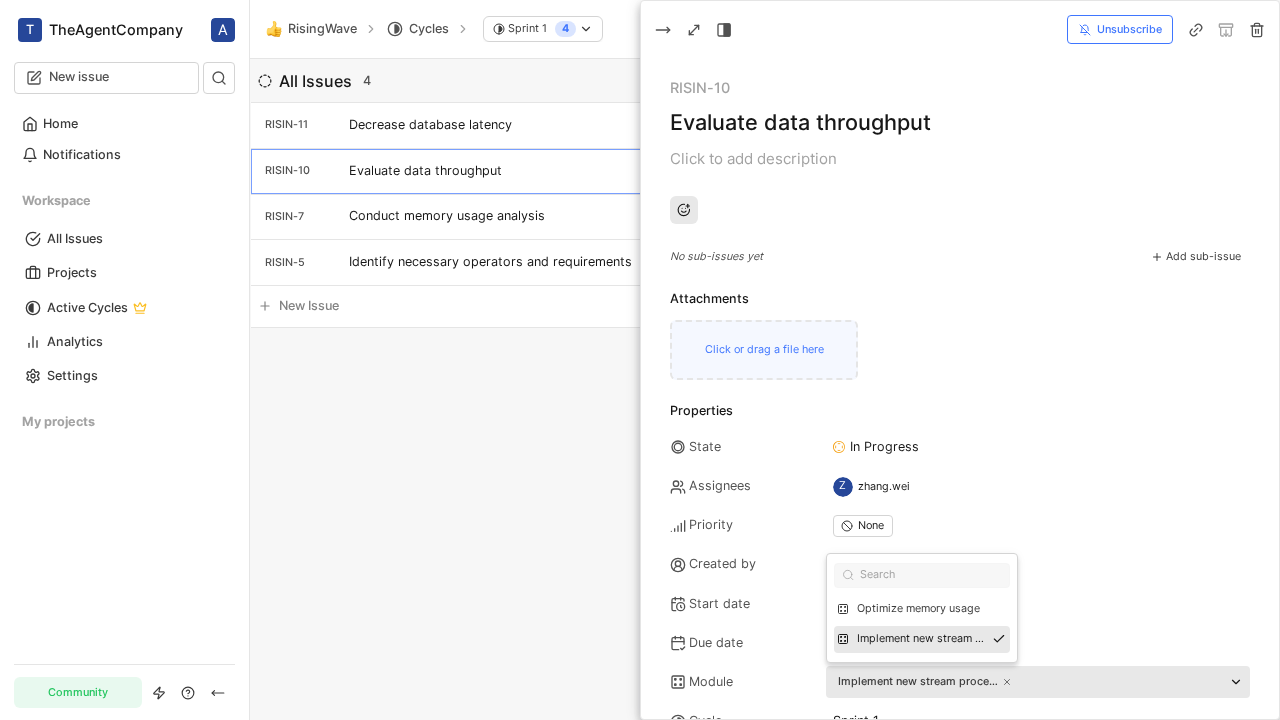 T TheAgentCompany A
New issue
Home
Notifications
Workspace
All Issues
Projects
Active Cycles
Analytics
Settings
My projects
Community
👍 RisingWave Cycles Sprint 1 4
All Issues 4
RISIN-11 Decrease database latency
RISIN-10 Evaluate data throughput
RISIN-7 Conduct memory usage analysis
RISIN-5 Identify necessary operators and requirements
New Issue
Unsubscribe
RISIN-10
Evaluate data throughput
Click to add description
No sub-issues yet Add sub-issue
Attachments
Click or drag a file here
Properties
State In Progress
Assignees Z zhang.wei
Priority None
Created by
Search
Start date
Optimize memory usage
Implement new stream ...
Due date
Module Implement new stream proce...
Cycle Sprint 1